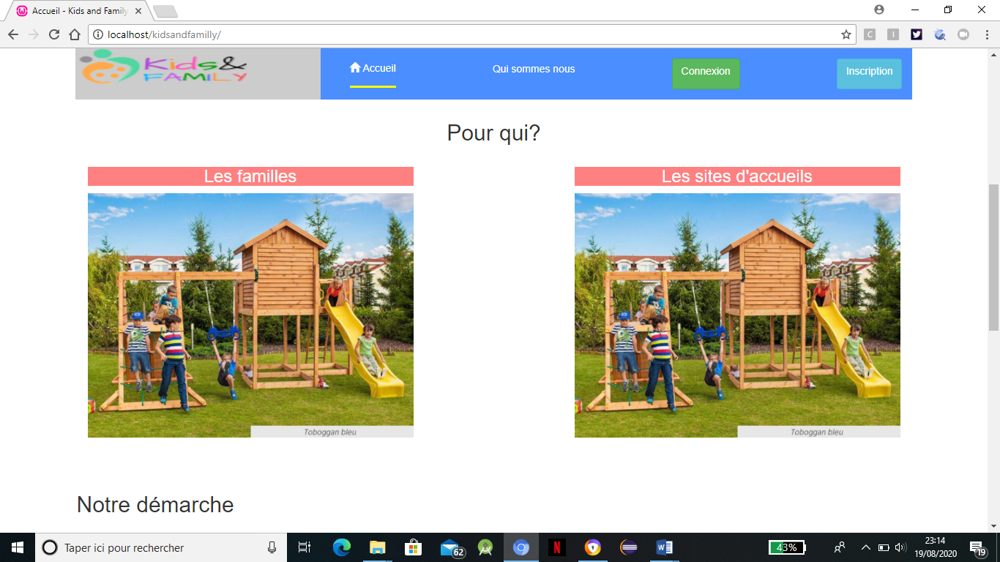 Accueil - Kids and Family
localhost/kidsandfamilly/
Kids&
FAMILY
Accueil
Qui sommes nous
Connexion
Inscription
Pour qui?
Les familles
Les sites d'accueils
Toboggan bleu
Toboggan bleu
Notre démarche
Taper ici pour rechercher
62
N
W
43%
23:14
19/08/2020
19